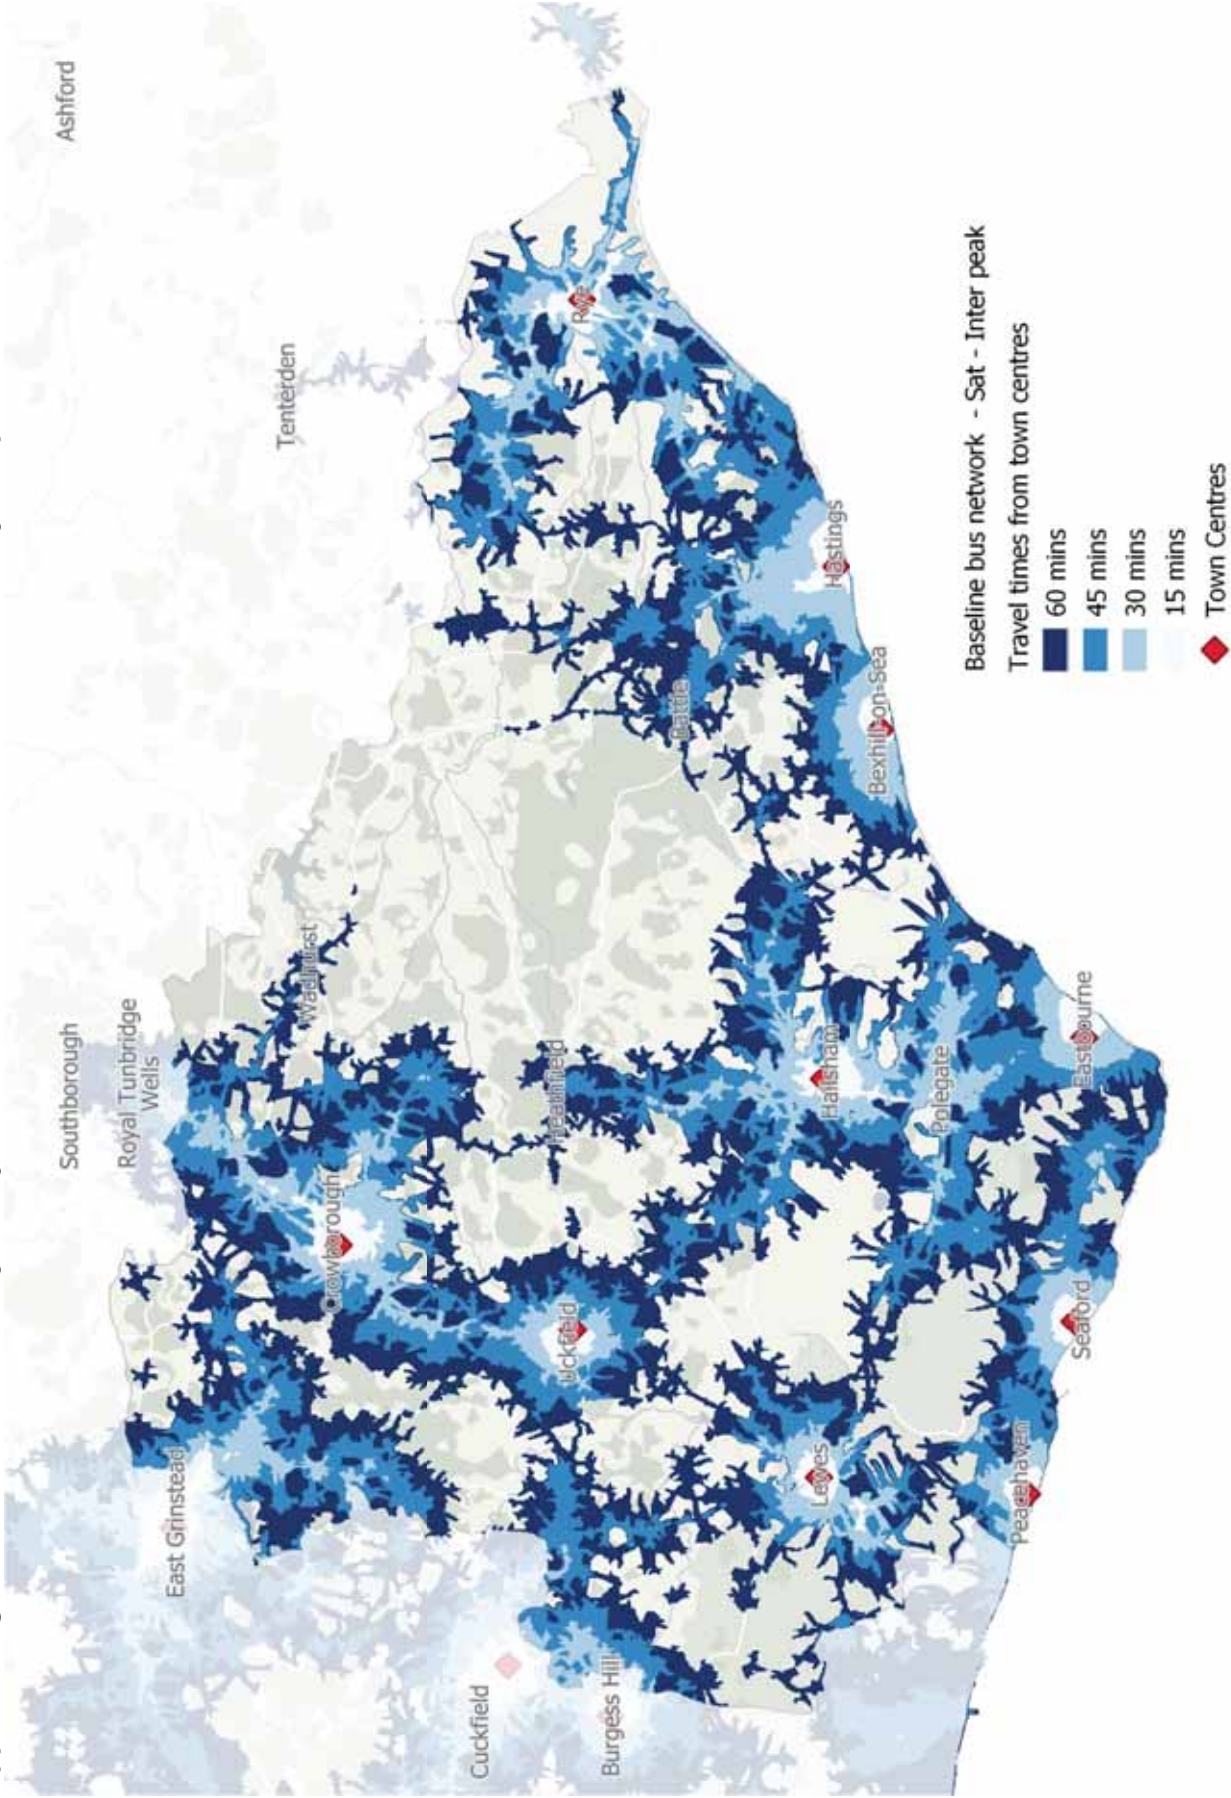 Ashford
Tenterden
Southborough
Royal Tunbridge
Wells
Wadhurst
East Grinstead
Crowborough
Rye
Heathfield
Uckfield
Cuckfield
Burgess Hill
Battle
Hastings
Bexhill-on-Sea
Hailsham
Lewes
Polegate
Eastbourne
Seaford
Peacehaven
Baseline bus network - Sat - Inter peak
Travel times from town centres
60 mins
45 mins
30 mins
15 mins
Town Centres